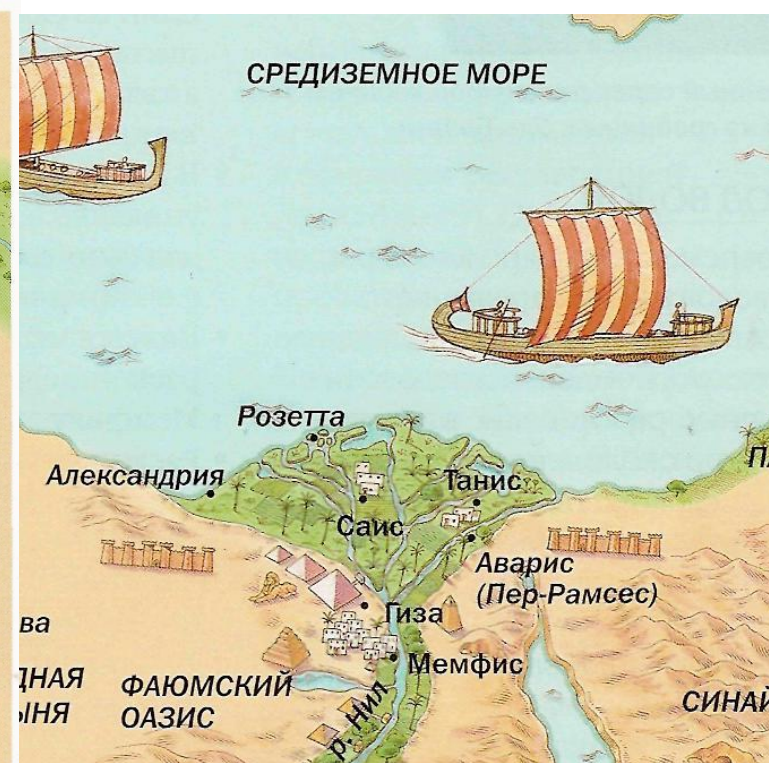 СРЕДИЗЕМНОЕ МОРЕ
Розетта
Александрия
Танис
Саис
Аварис
(Пер-Рамсес)
Гиза
Мемфис
ФАЮМСКИЙ
ОАЗИС
р. Нил